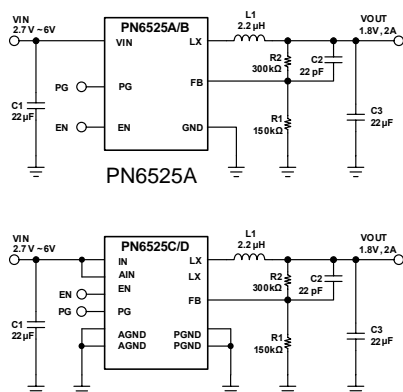 VIN
2.7 V ~6V
PN6525A/B
L1
2.2 µH
VOUT
1.8V, 2A
VIN
LX
R2
300kΩ
C2
22 pF
PG
PG
FB
C1
22µF
EN
EN
GND
R1
150kΩ
C3
22µF
PN6525A
VIN
2.7 V ~6V
PN6525C/D
L1
2.2 µH
VOUT
1.8V, 2A
IN
LX
AIN
LX
R2
300kΩ
C2
22 pF
EN
EN
FB
PG
PG
C1
22µF
AGND
PGND
AGND
PGND
R1
150kΩ
C3
22µF